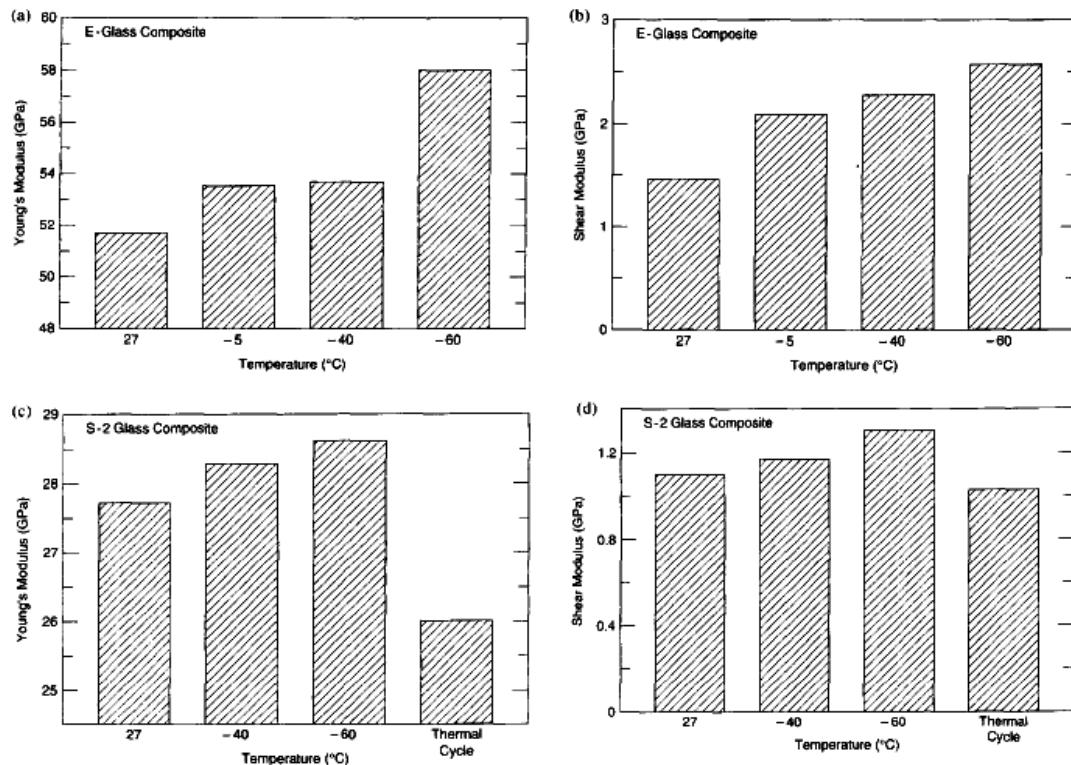 (a)
E-Glass Composite
Young's Modulus (GPa)
60
58
56
54
52
50
48
27
−5
−40
−60
Temperature (°C)
(b)
E-Glass Composite
Shear Modulus (GPa)
3
2
1
0
27
−5
−40
−60
Temperature (°C)
(c)
S-2 Glass Composite
Young's Modulus (GPa)
29
28
27
26
25
27
−40
−60
Thermal
Cycle
Temperature (°C)
(d)
S-2 Glass Composite
Shear Modulus (GPa)
1.2
0.8
0.4
0
27
−40
−60
Thermal
Cycle
Temperature (°C)